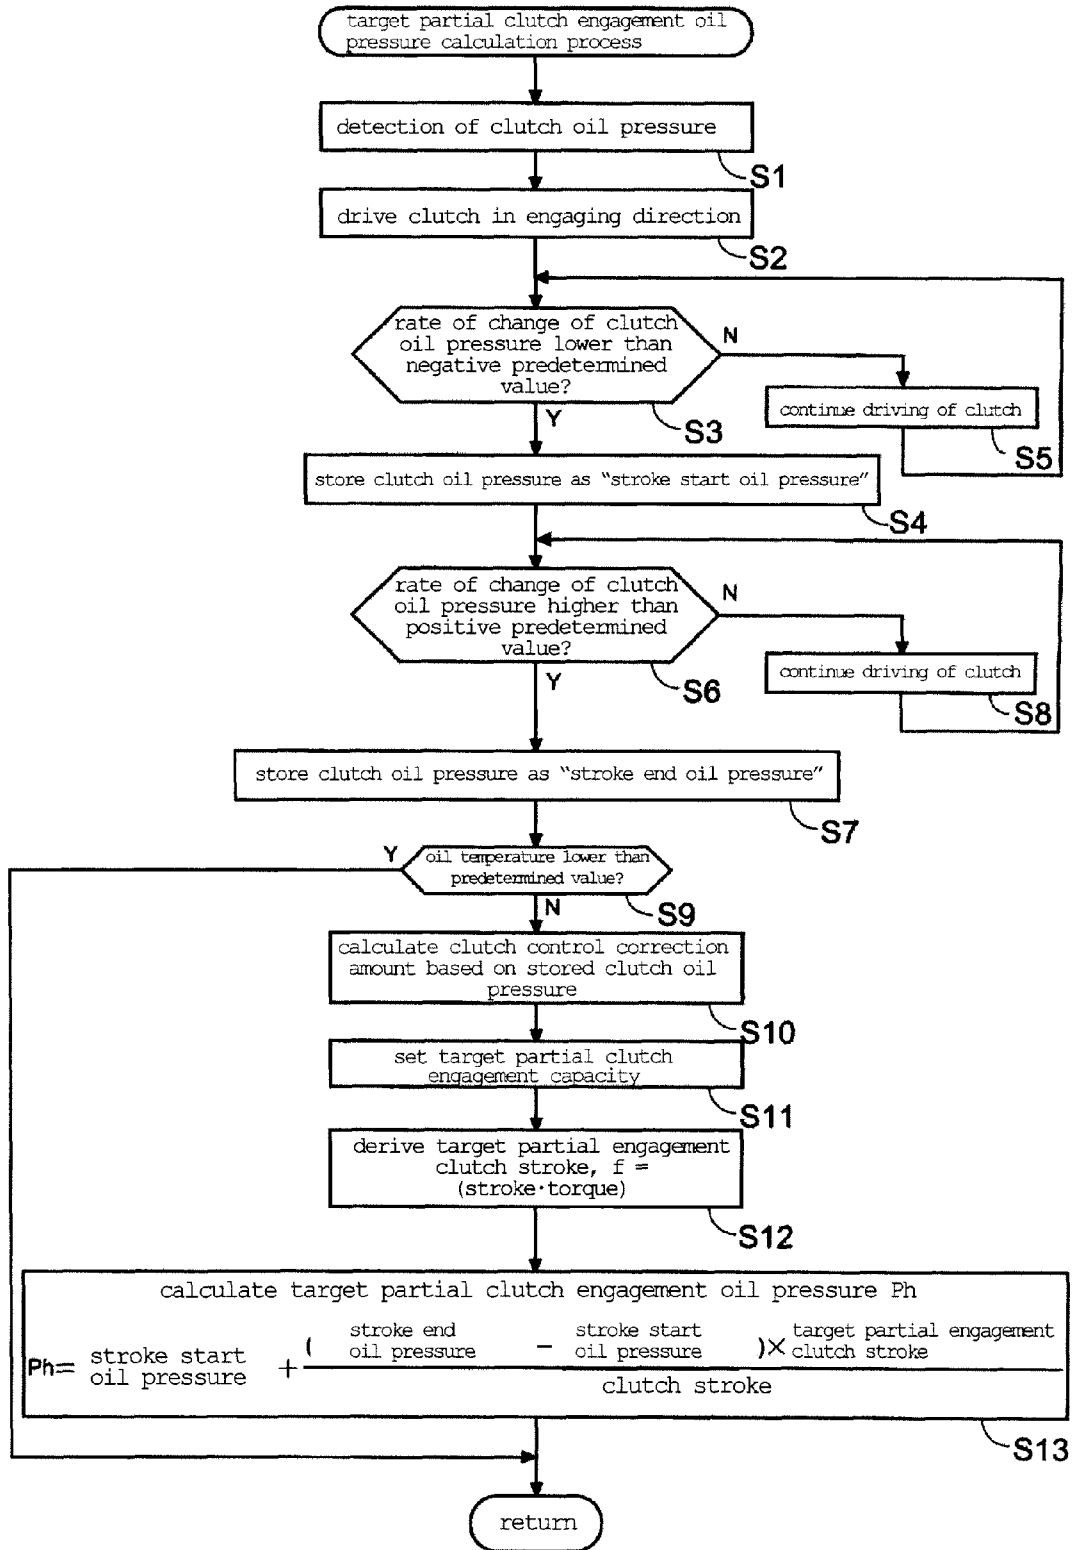 target partial clutch engagement oil
pressure calculation process
detection of clutch oil pressure
S1
drive clutch in engaging direction
S2
rate of change of clutch
oil pressure lower than
negative predetermined
value?
N
Y
S3
continue driving of clutch
S5
store clutch oil pressure as "stroke start oil pressure"
S4
rate of change of clutch
oil pressure higher than
positive predetermined
value?
N
Y
S6
continue driving of clutch
S8
store clutch oil pressure as "stroke end oil pressure"
S7
Y
oil temperature lower than
predetermined value?
N
S9
calculate clutch control correction
amount based on stored clutch oil
pressure
S10
set target partial clutch
engagement capacity
S11
derive target partial engagement
clutch stroke, f =
(stroke·torque)
S12
calculate target partial clutch engagement oil pressure Ph
Ph= stroke start oil pressure + ( stroke end oil pressure − stroke start oil pressure )× target partial engagement clutch stroke
clutch stroke
S13
return